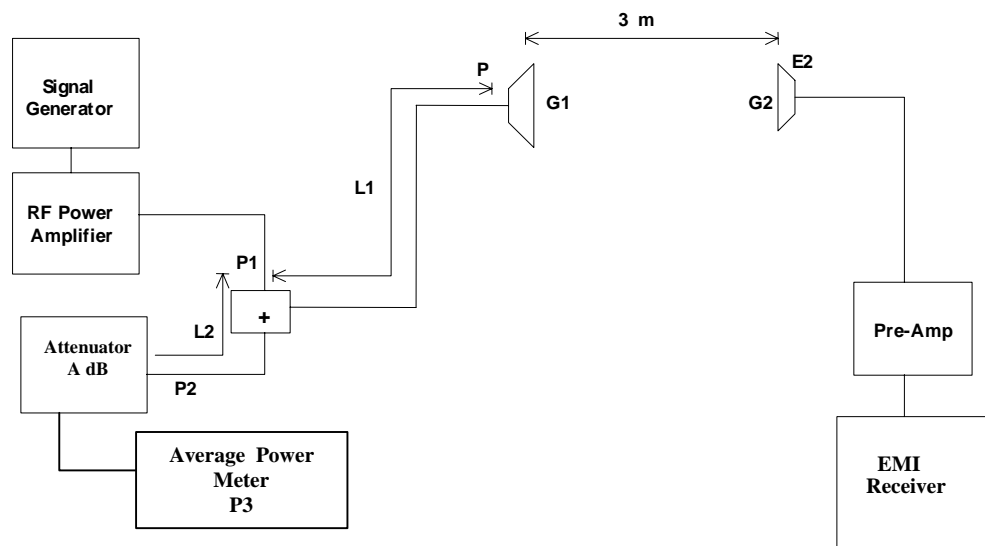 3 m
Signal
Generator
P
E2
G1
G2
L1
RF Power
Amplifier
P1
+
L2
Attenuator
A dB
P2
Pre-Amp
Average Power
Meter
P3
EMI
Receiver